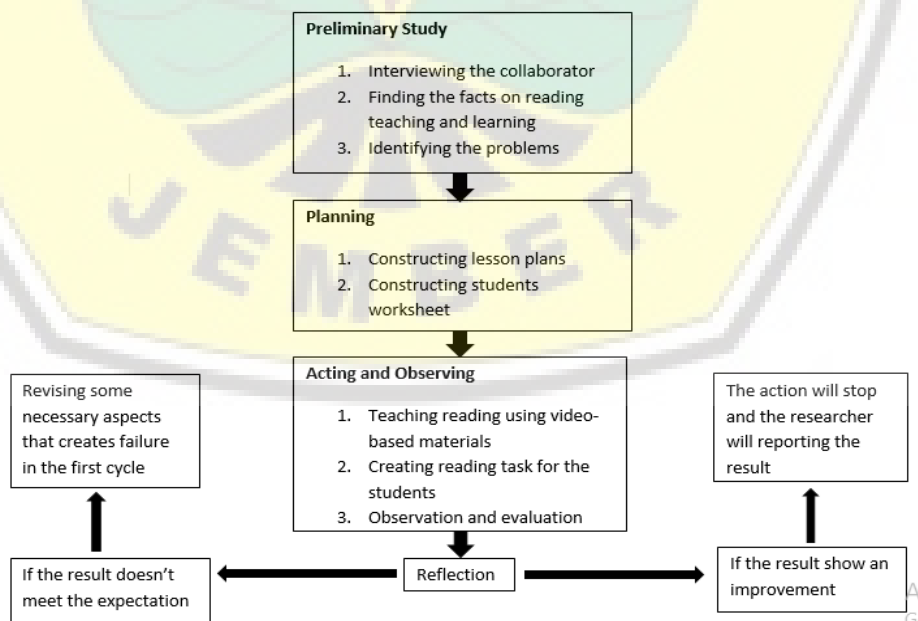 Preliminary Study
1. Interviewing the collaborator
2. Finding the facts on reading
teaching and learning
3. Identifying the problems
JEMBER
Planning
1. Constructing lesson plans
2. Constructing students
worksheet
Acting and Observing
1. Teaching reading using video-
based materials
2. Creating reading task for the
students
3. Observation and evaluation
Revising some
necessary aspects
that creates failure
in the first cycle
The action will stop
and the researcher
will reporting the
result
If the result doesn’t
meet the expectation
Reflection
If the result show an
improvement